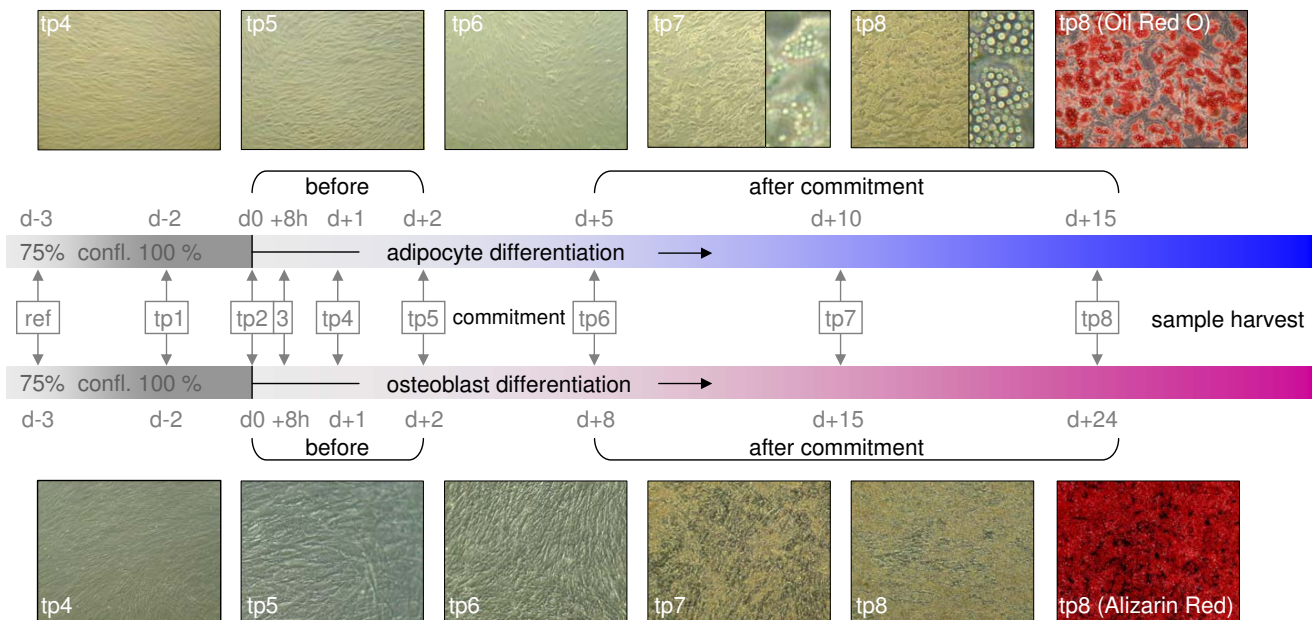 tp4 tp5 tp6 tp7 tp8 tp8 (Oil Red O)
before after commitment
d-3 d-2 d0 +8h d+1 d+2 d+5 d+10 d+15
75% confl. 100 % adipocyte differentiation
ref tp1 tp2 3 tp4 tp5 commitment tp6 tp7 tp8 sample harvest
75% confl. 100 % osteoblast differentiation
d-3 d-2 d0 +8h d+1 d+2 d+8 d+15 d+24
before after commitment
tp4 tp5 tp6 tp7 tp8 tp8 (Alizarin Red)